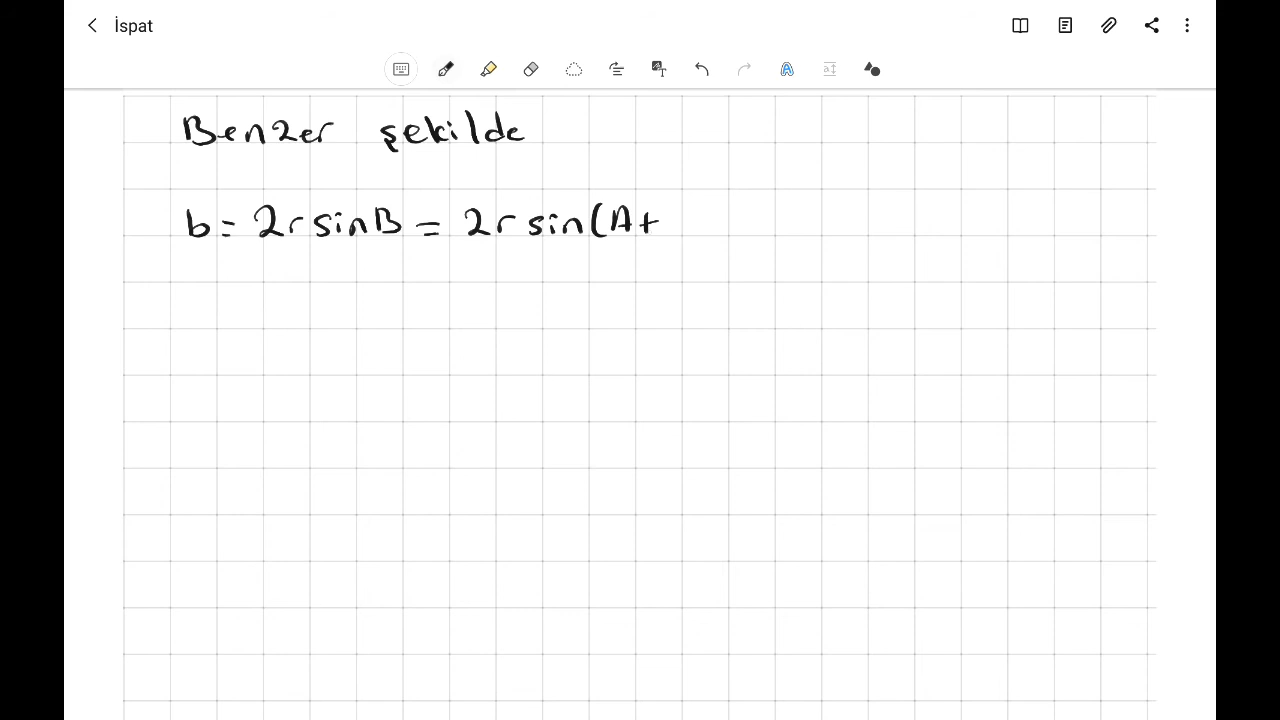 İspat
Benzer şekilde
b = 2r sinB = 2r sin(A+